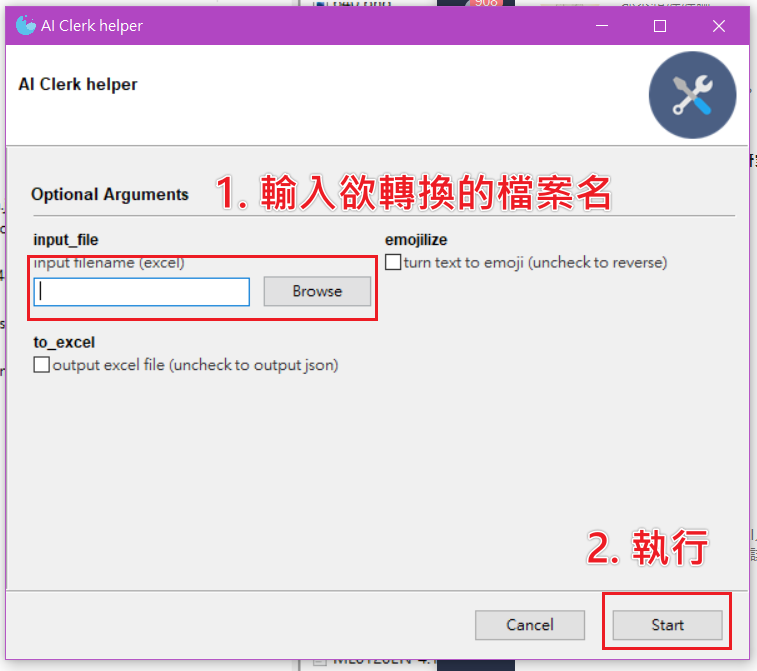 908
AI Clerk helper
AI Clerk helper
Optional Arguments
1. 輸入欲轉換的檔案名
input_file
emojilize
input filename (excel)
turn text to emoji (uncheck to reverse)
Browse
to_excel
output excel file (uncheck to output json)
2. 執行
Cancel
Start